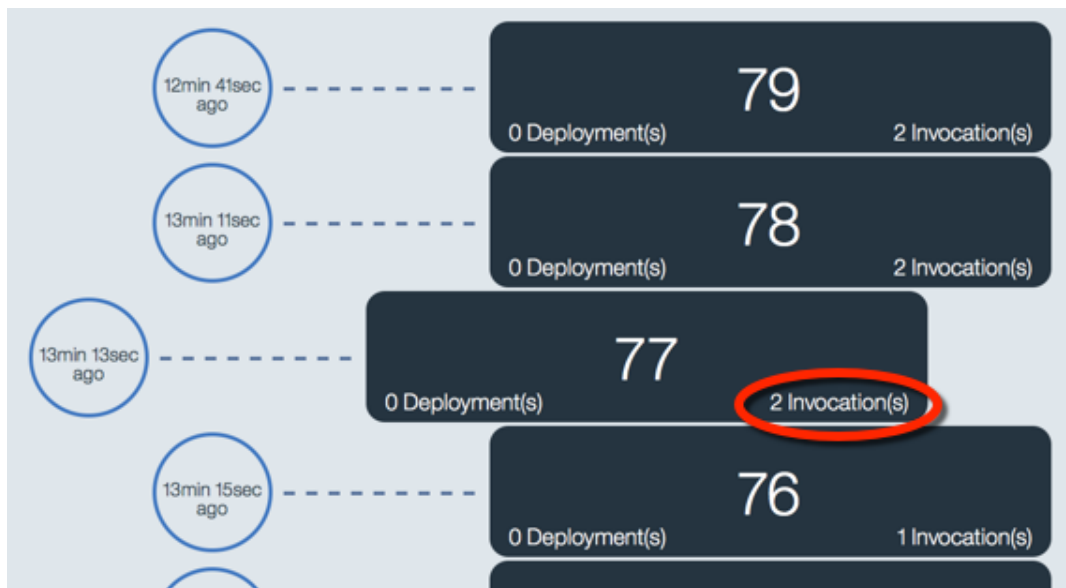 12min 41sec
ago
79
0 Deployment(s) 2 Invocation(s)
13min 11sec
ago
78
0 Deployment(s) 2 Invocation(s)
13min 13sec
ago
77
0 Deployment(s) 2 Invocation(s)
13min 15sec
ago
76
0 Deployment(s) 1 Invocation(s)